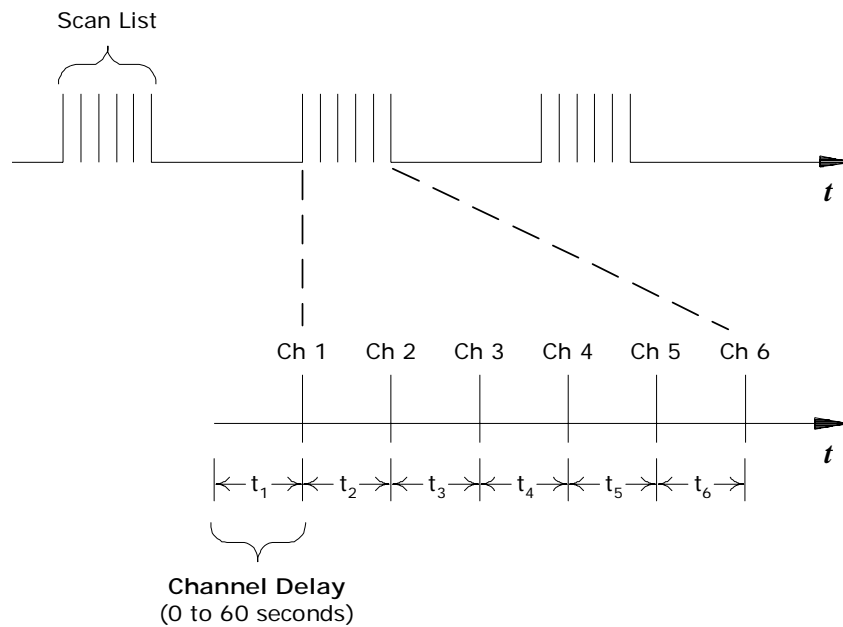 Scan List
t
Ch 1 Ch 2 Ch 3 Ch 4 Ch 5 Ch 6
t
t₁ t₂ t₃ t₄ t₅ t₆
Channel Delay
(0 to 60 seconds)